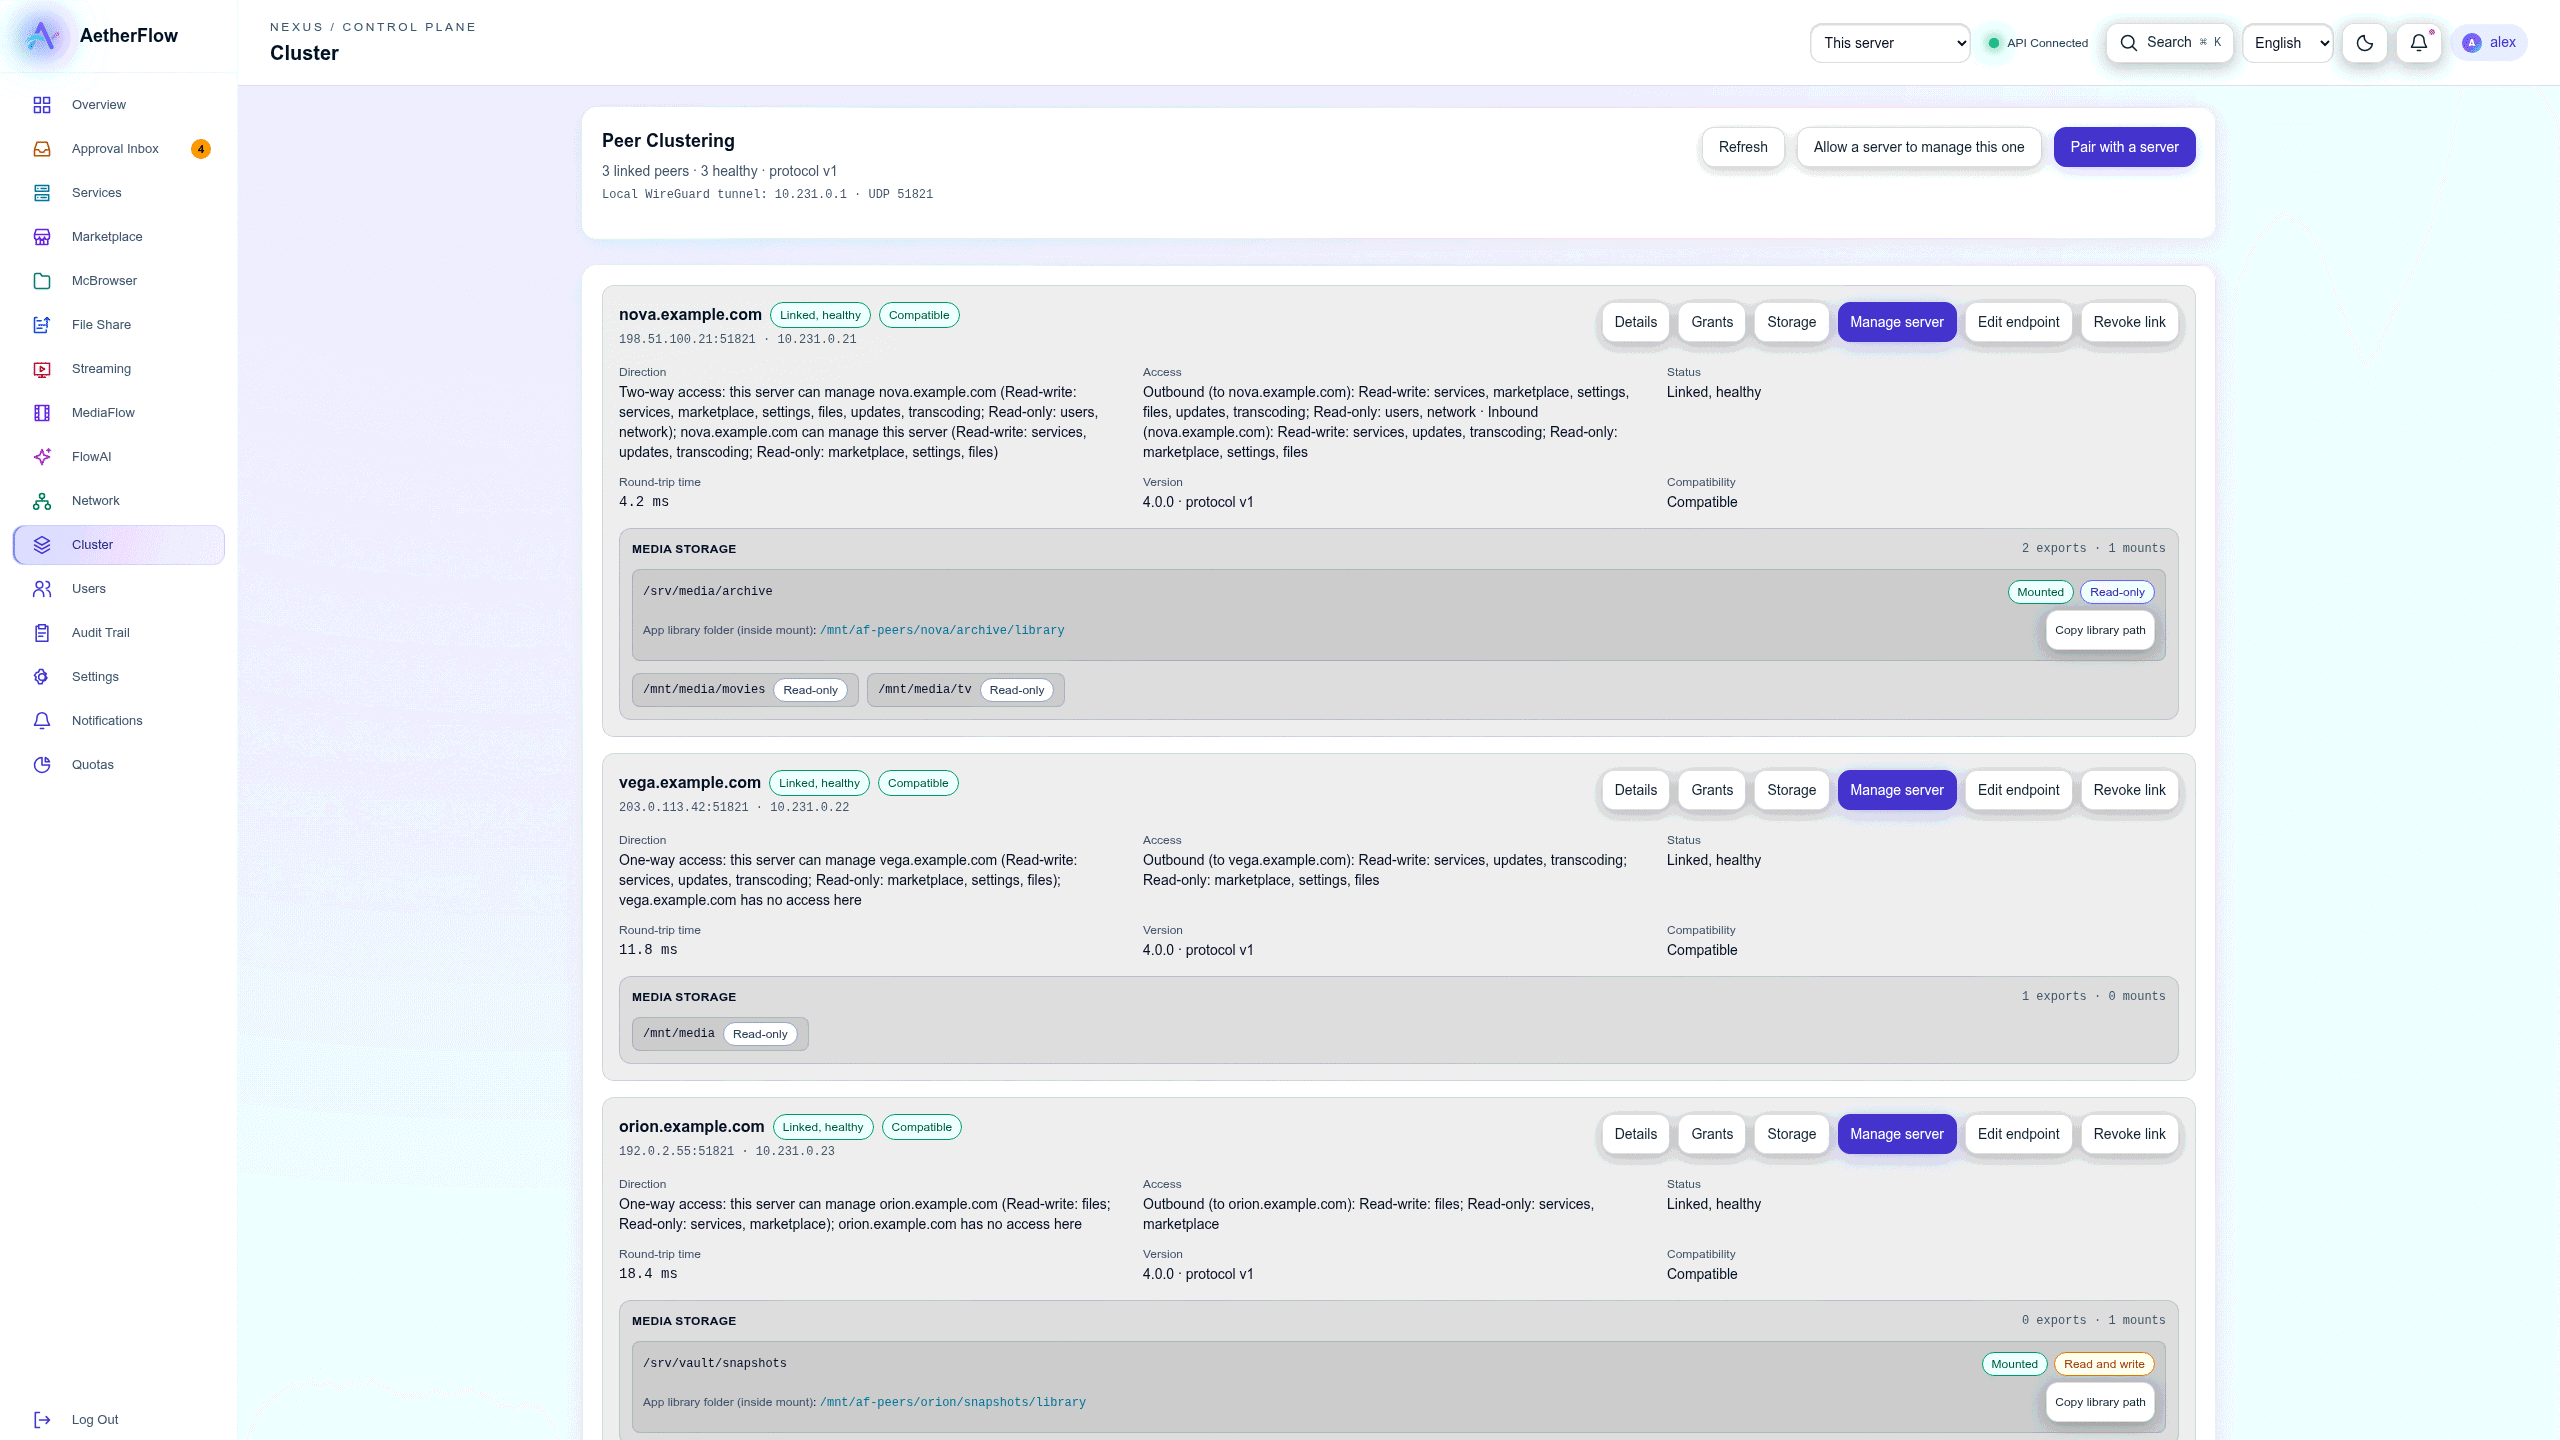 AetherFlow
NEXUS / CONTROL PLANE
Cluster
This server
API Connected
Search ⌘ K
English
A alex
Overview
Approval Inbox 4
Services
Marketplace
McBrowser
File Share
Streaming
MediaFlow
FlowAI
Network
Cluster
Users
Audit Trail
Settings
Notifications
Quotas
Log Out
Peer Clustering
3 linked peers · 3 healthy · protocol v1
Local WireGuard tunnel: 10.231.0.1 · UDP 51821
Refresh
Allow a server to manage this one
Pair with a server
nova.example.com Linked, healthy Compatible
198.51.100.21:51821 · 10.231.0.21
Details Grants Storage Manage server Edit endpoint Revoke link
Direction
Two-way access: this server can manage nova.example.com (Read-write:
services, marketplace, settings, files, updates, transcoding; Read-only: users,
network); nova.example.com can manage this server (Read-write: services,
updates, transcoding; Read-only: marketplace, settings, files)
Access
Outbound (to nova.example.com): Read-write: services, marketplace, settings,
files, updates, transcoding; Read-only: users, network · Inbound
(nova.example.com): Read-write: services, updates, transcoding; Read-only:
marketplace, settings, files
Status
Linked, healthy
Round-trip time
4.2 ms
Version
4.0.0 · protocol v1
Compatibility
Compatible
MEDIA STORAGE
2 exports · 1 mounts
/srv/media/archive
Mounted Read-only
App library folder (inside mount): /mnt/af-peers/nova/archive/library
Copy library path
/mnt/media/movies Read-only /mnt/media/tv Read-only
vega.example.com Linked, healthy Compatible
203.0.113.42:51821 · 10.231.0.22
Details Grants Storage Manage server Edit endpoint Revoke link
Direction
One-way access: this server can manage vega.example.com (Read-write:
services, updates, transcoding; Read-only: marketplace, settings, files);
vega.example.com has no access here
Access
Outbound (to vega.example.com): Read-write: services, updates, transcoding;
Read-only: marketplace, settings, files
Status
Linked, healthy
Round-trip time
11.8 ms
Version
4.0.0 · protocol v1
Compatibility
Compatible
MEDIA STORAGE
1 exports · 0 mounts
/mnt/media Read-only
orion.example.com Linked, healthy Compatible
192.0.2.55:51821 · 10.231.0.23
Details Grants Storage Manage server Edit endpoint Revoke link
Direction
One-way access: this server can manage orion.example.com (Read-write: files;
Read-only: services, marketplace); orion.example.com has no access here
Access
Outbound (to orion.example.com): Read-write: files; Read-only: services,
marketplace
Status
Linked, healthy
Round-trip time
18.4 ms
Version
4.0.0 · protocol v1
Compatibility
Compatible
MEDIA STORAGE
0 exports · 1 mounts
/srv/vault/snapshots
Mounted Read and write
App library folder (inside mount): /mnt/af-peers/orion/snapshots/library
Copy library path